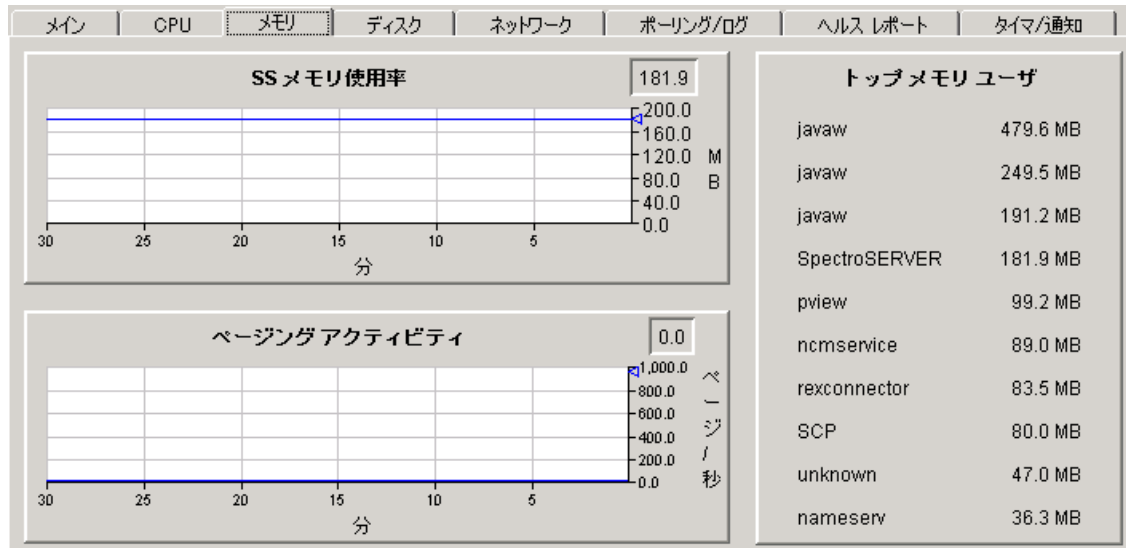 メイン CPU メモリ ディスク ネットワーク ポーリング/ログ ヘルス レポート タイマ/通知
SS メモリ使用率
181.9
200.0
160.0
120.0
80.0
40.0
0.0
MB
30 25 20 15 10 5
分
ページング アクティビティ
0.0
1,000.0
800.0
600.0
400.0
200.0
0.0
ページ/秒
30 25 20 15 10 5
分
トップ メモリ ユーザ
javaw 479.6 MB
javaw 249.5 MB
javaw 191.2 MB
SpectroSERVER 181.9 MB
pview 99.2 MB
ncmservice 89.0 MB
rexconnector 83.5 MB
SCP 80.0 MB
unknown 47.0 MB
nameserv 36.3 MB